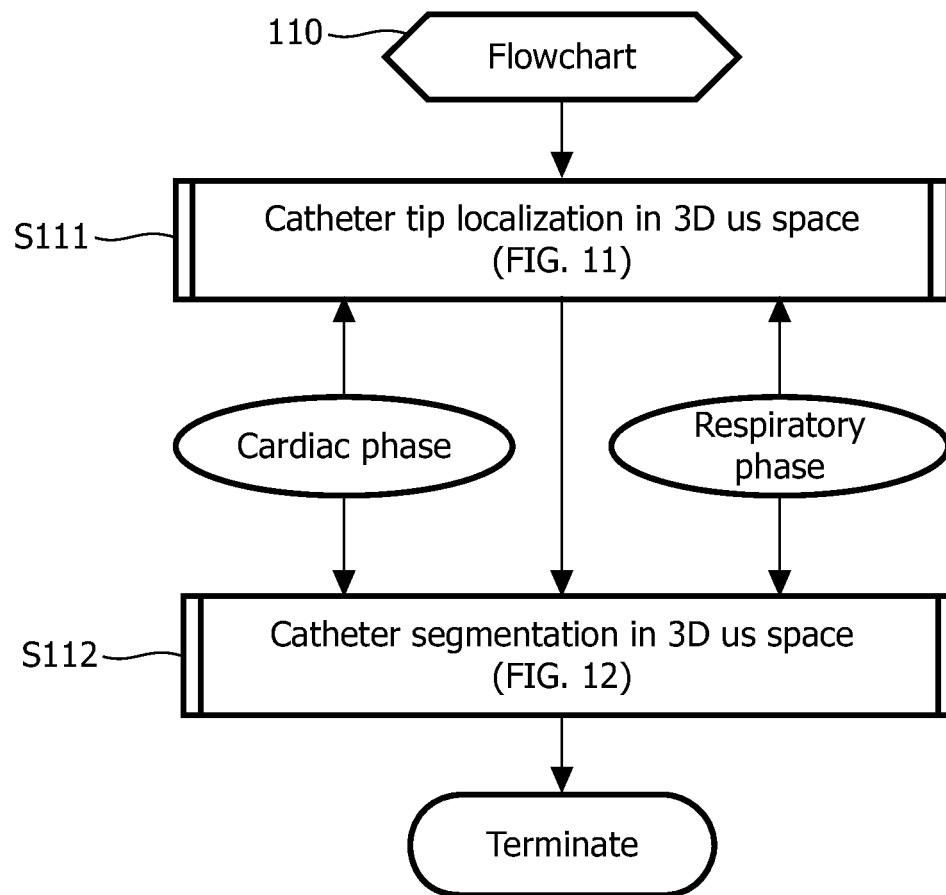 110
Flowchart
S111
Catheter tip localization in 3D us space
(FIG. 11)
Cardiac phase
Respiratory
phase
S112
Catheter segmentation in 3D us space
(FIG. 12)
Terminate